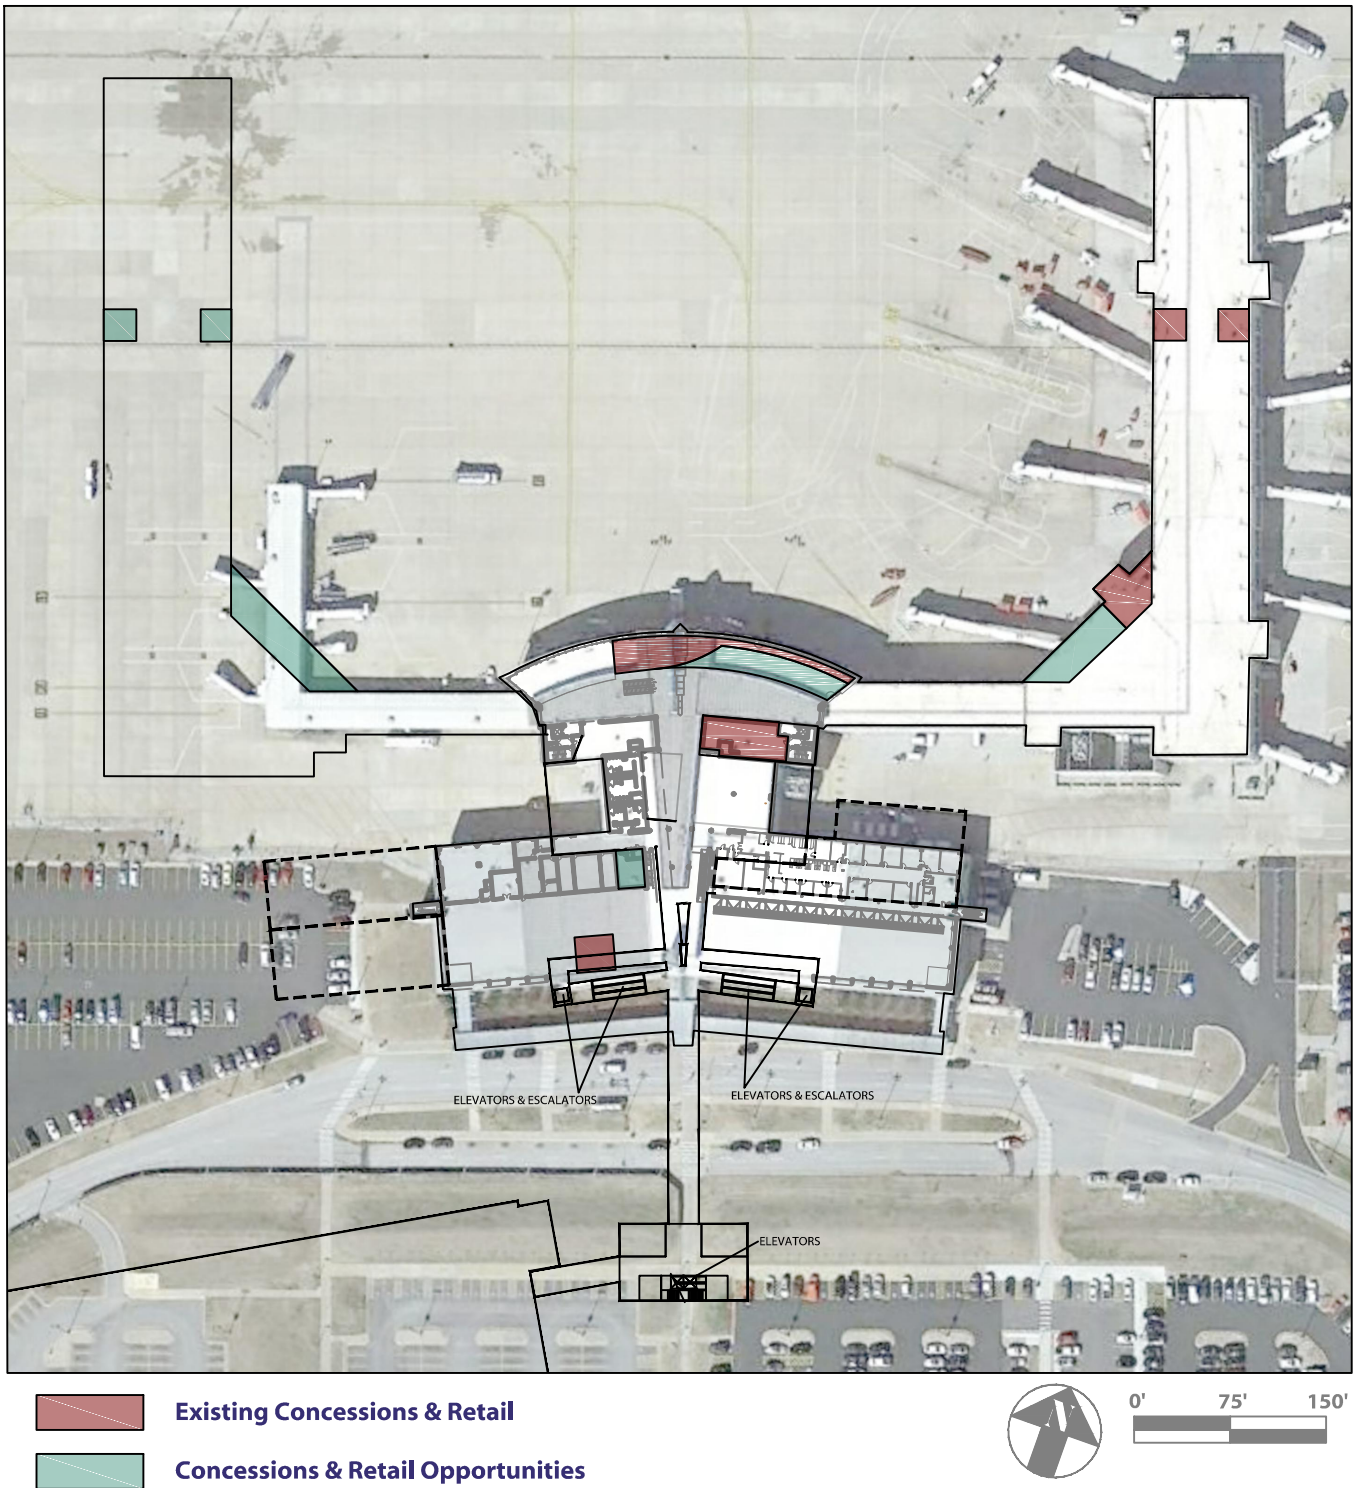 ELEVATORS & ESCALATORS
ELEVATORS & ESCALATORS
ELEVATORS
Existing Concessions & Retail
Concessions & Retail Opportunities
0' 75' 150'